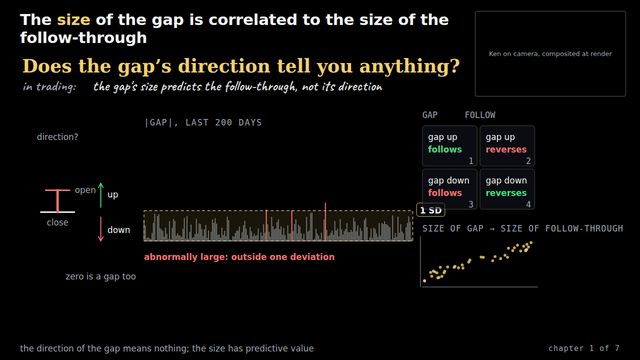 The size of the gap is correlated to the size of the
follow-through
Ken on camera, composited at render
Does the gap's direction tell you anything?
in trading: the gap's size predicts the follow-through, not its direction
direction?
|GAP|, LAST 200 DAYS
GAP FOLLOW
gap up
follows
1
gap up
reverses
2
gap down
follows
3
gap down
reverses
4
open
close
up
down
1 SD
abnormally large: outside one deviation
zero is a gap too
SIZE OF GAP → SIZE OF FOLLOW-THROUGH
the direction of the gap means nothing; the size has predictive value
chapter 1 of 7